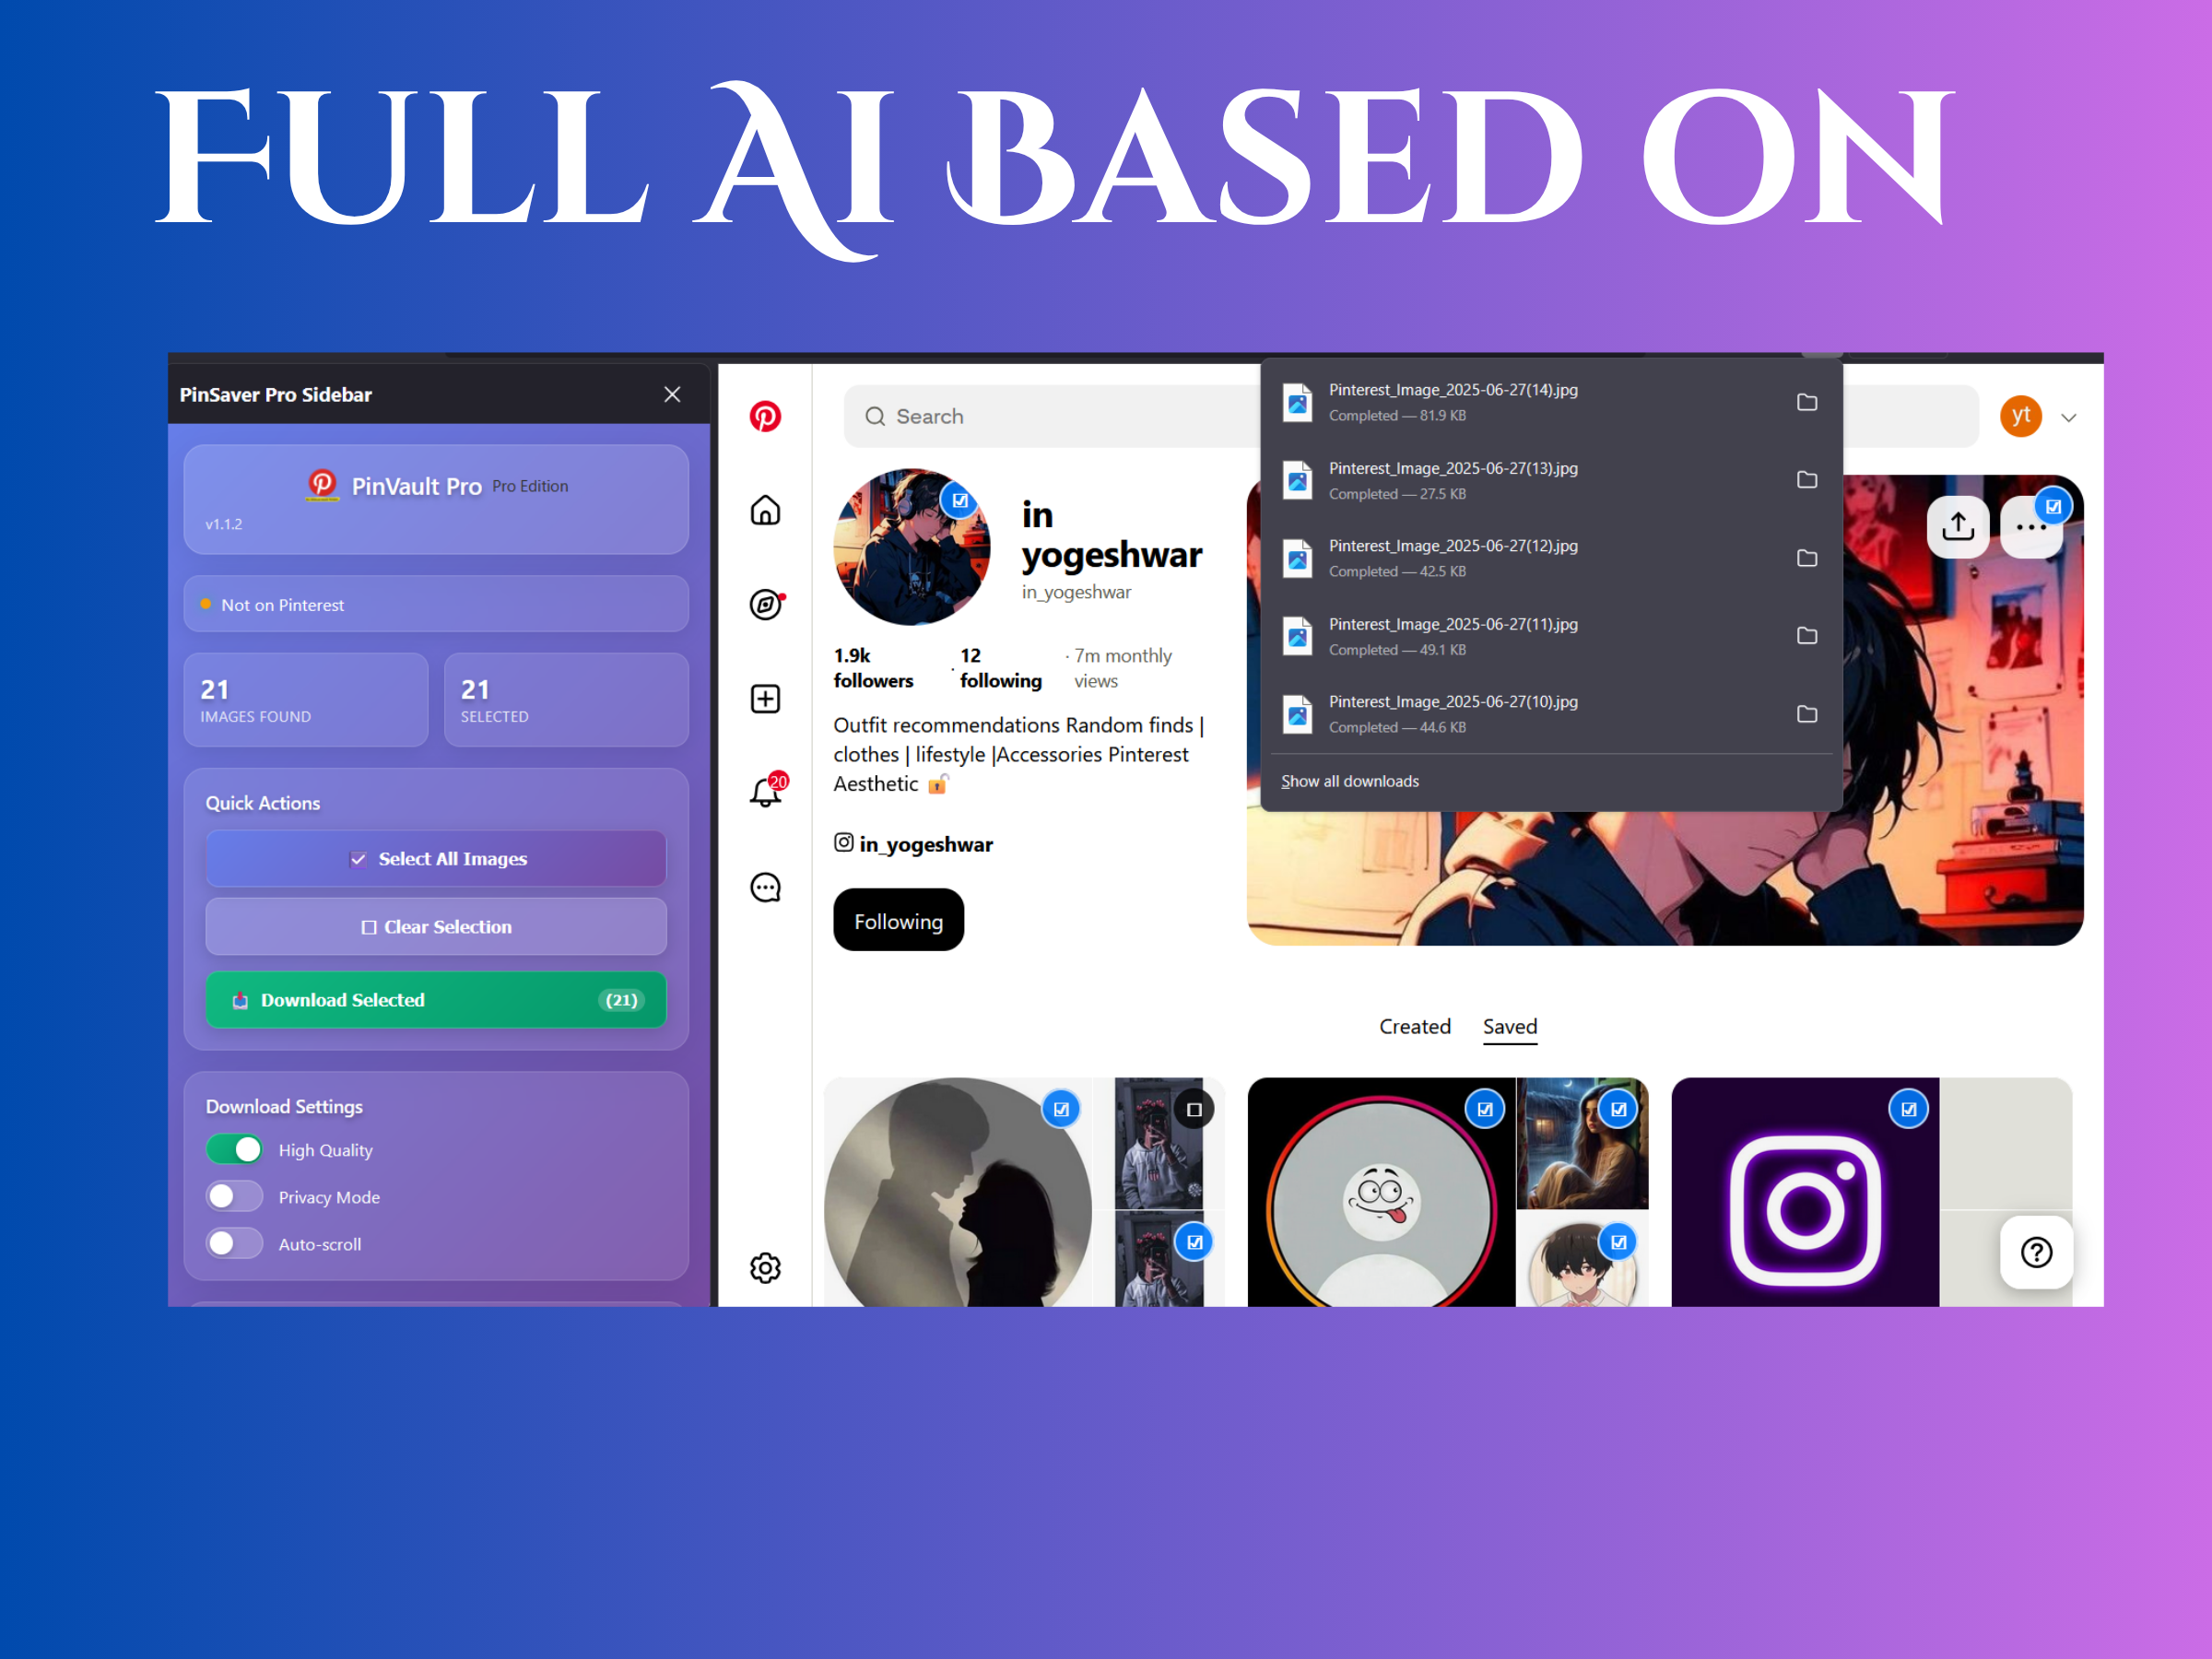 Full AI Based on
PinSaver Pro Sidebar
PinVault Pro Pro Edition
v1.1.2
Not on Pinterest
21
IMAGES FOUND
21
SELECTED
Quick Actions
Select All Images
Clear Selection
Download Selected (21)
Download Settings
High Quality
Privacy Mode
Auto-scroll
20
Search
yt
in
yogeshwar
in_yogeshwar
1.9k
followers
· 12
following
· 7m monthly
views
Outfit recommendations Random finds |
clothes | lifestyle |Accessories Pinterest
Aesthetic 🔓
in_yogeshwar
Following
Pinterest_Image_2025-06-27(14).jpg
Completed — 81.9 KB
Pinterest_Image_2025-06-27(13).jpg
Completed — 27.5 KB
Pinterest_Image_2025-06-27(12).jpg
Completed — 42.5 KB
Pinterest_Image_2025-06-27(11).jpg
Completed — 49.1 KB
Pinterest_Image_2025-06-27(10).jpg
Completed — 44.6 KB
Show all downloads
Created Saved